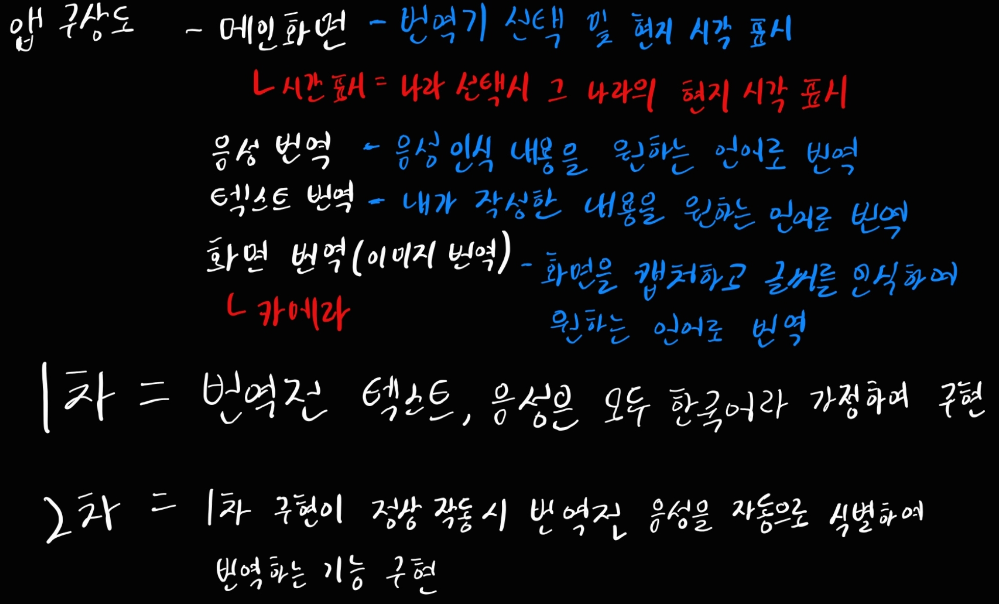 앱 구상도 - 메인화면 - 번역기 선택 및 현지 시각 표시
ㄴ시간 표시 = 나라 선택시 그 나라의 현지 시각 표시
음성 번역 - 음성 인식 내용을 원하는 언어로 번역
텍스트 번역 - 내가 작성한 내용을 원하는 언어로 번역
화면 번역(이미지 번역) - 화면을 캡처하고 글씨를 인식하여
ㄴ 카메라 원하는 언어로 번역
1차 = 번역전 텍스트, 음성은 모두 한국어라 가정하여 구현
2차 = 1차 구현이 정상 작동시 번역전 음성을 자동으로 식별하여
번역하는 기능 구현